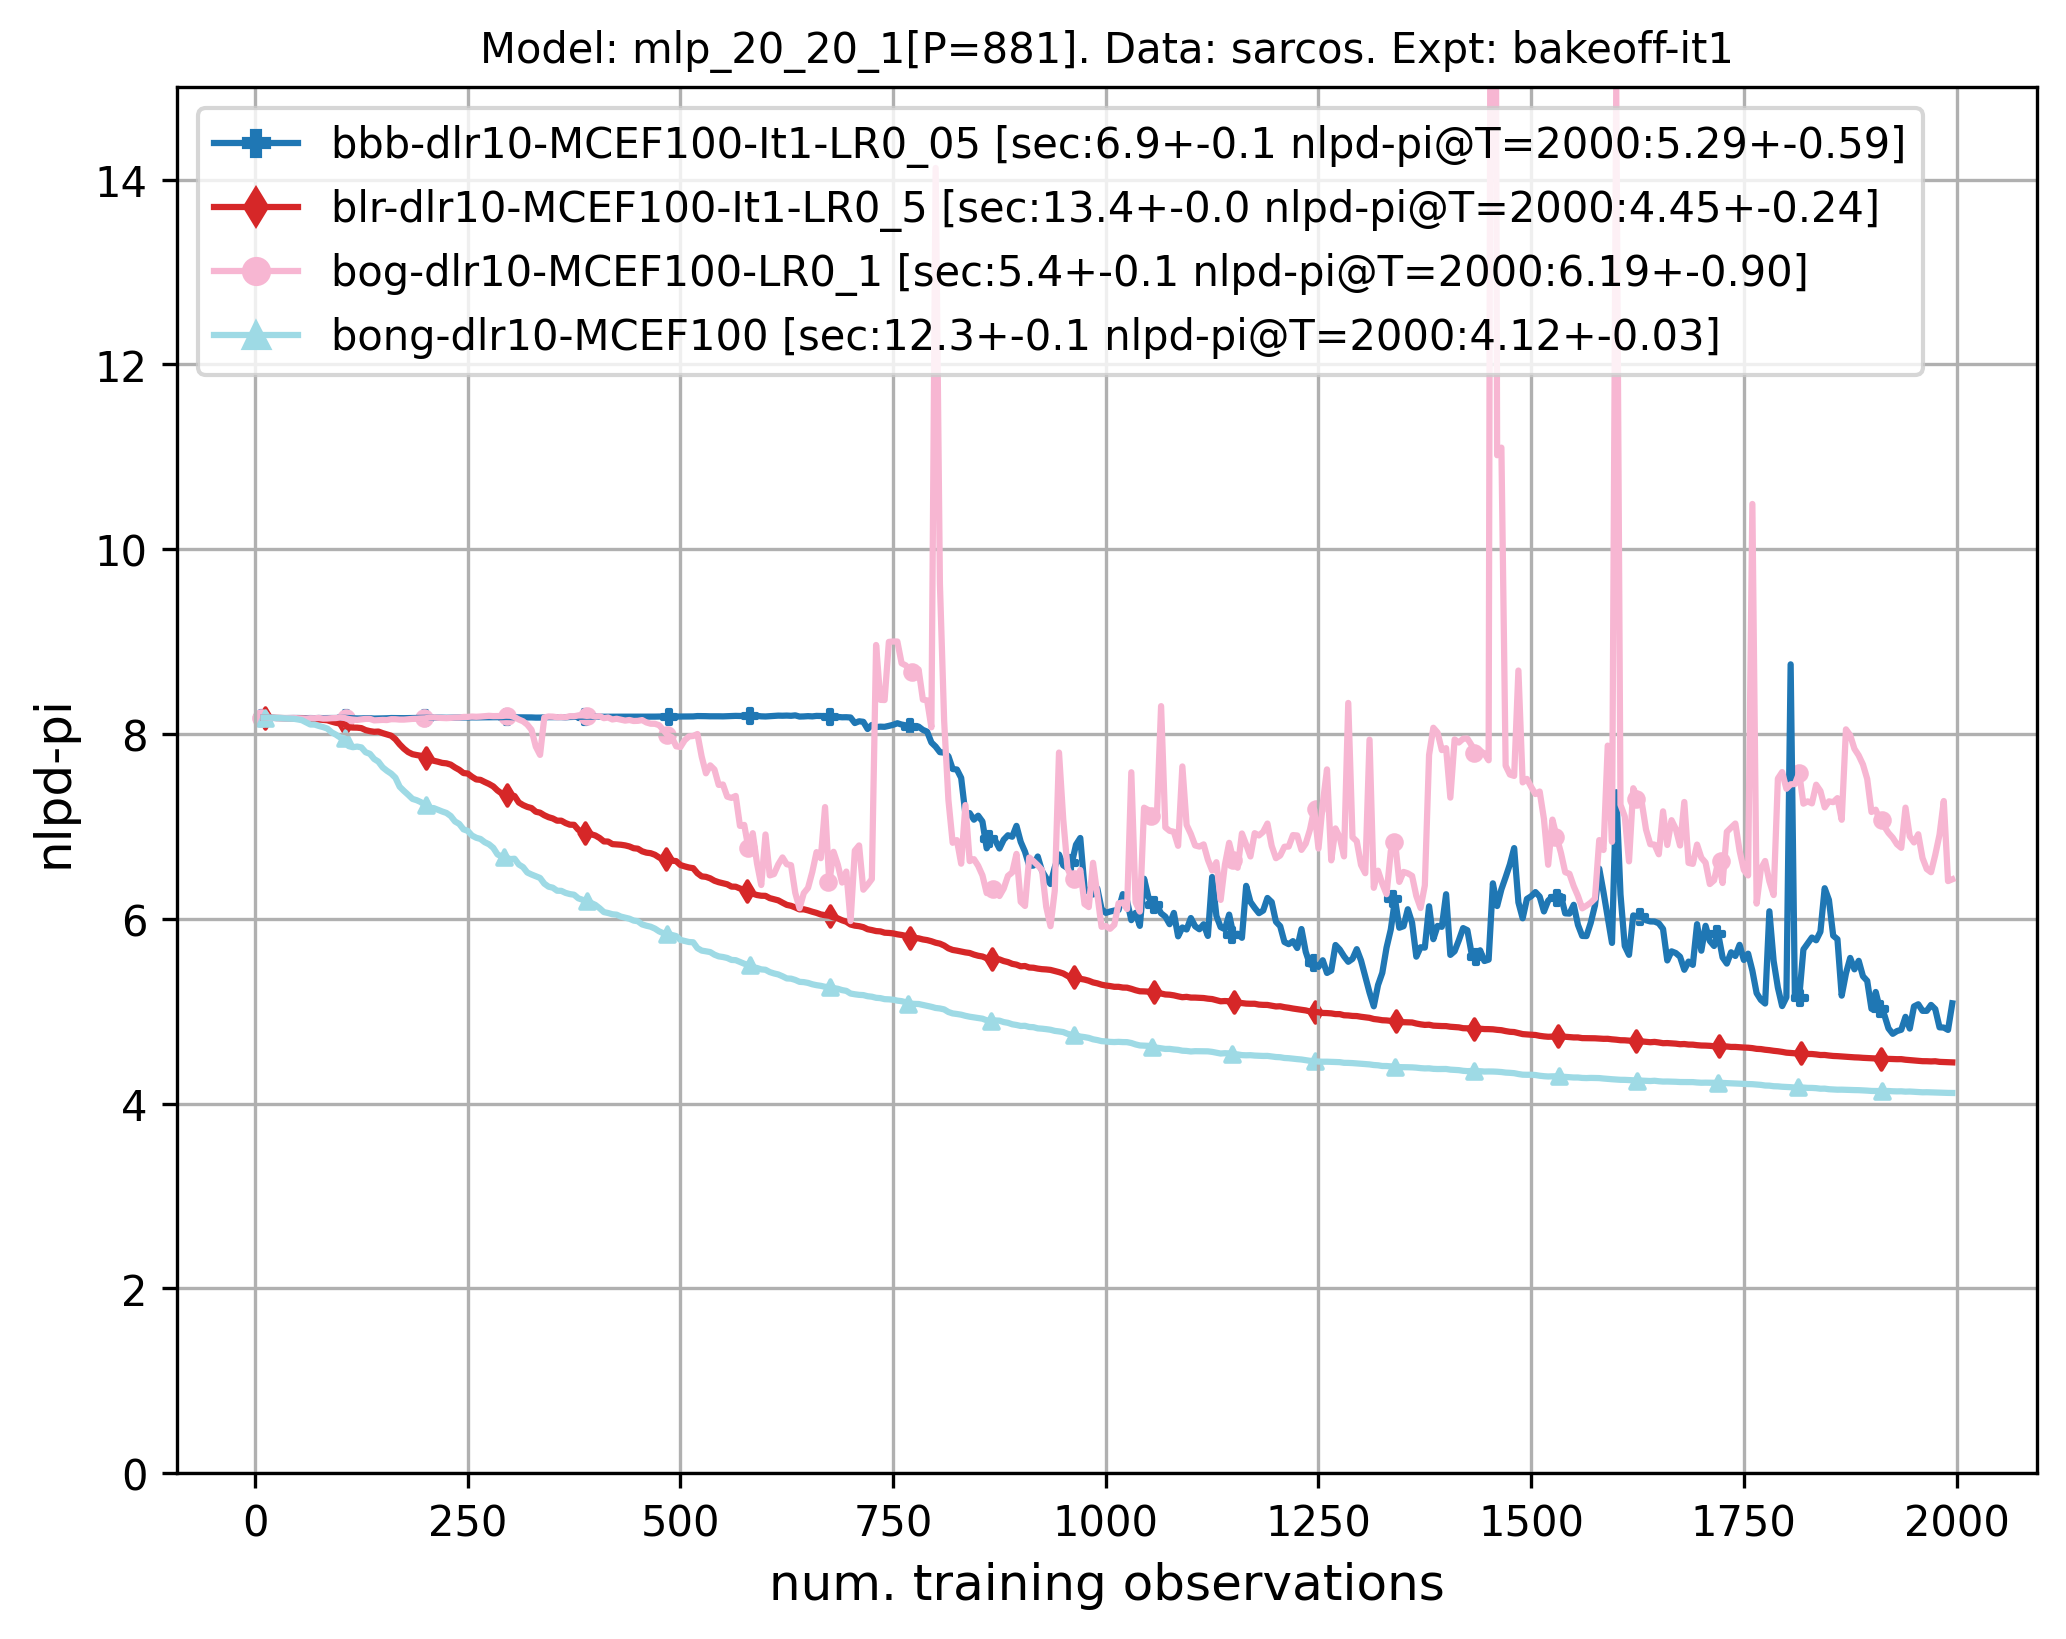 Model: mlp_20_20_1[P=881]. Data: sarcos. Expt: bakeoff-it1
bbb-dlr10-MCEF100-It1-LR0_05 [sec:6.9+-0.1 nlpd-pi@T=2000:5.29+-0.59]
blr-dlr10-MCEF100-It1-LR0_5 [sec:13.4+-0.0 nlpd-pi@T=2000:4.45+-0.24]
bog-dlr10-MCEF100-LR0_1 [sec:5.4+-0.1 nlpd-pi@T=2000:6.19+-0.90]
bong-dlr10-MCEF100 [sec:12.3+-0.1 nlpd-pi@T=2000:4.12+-0.03]
14
12
10
8
6
4
2
0
nlpd-pi
0 250 500 750 1000 1250 1500 1750 2000
num. training observations